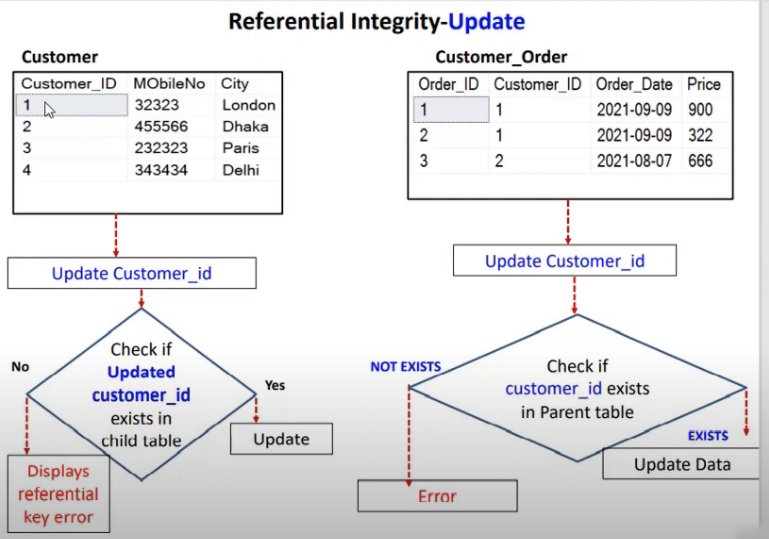 Referential Integrity-Update
Customer
Customer_ID MObileNo City
1 32323 London
2 455566 Dhaka
3 232323 Paris
4 343434 Delhi
Customer_Order
Order_ID Customer_ID Order_Date Price
1 1 2021-09-09 900
2 1 2021-09-09 322
3 2 2021-08-07 666
Update Customer_id
Check if
Updated
customer_id
exists in
child table
No
Yes
Update
Displays
referential
key error
Update Customer_id
Check if
customer_id exists
in Parent table
NOT EXISTS
EXISTS
Update Data
Error